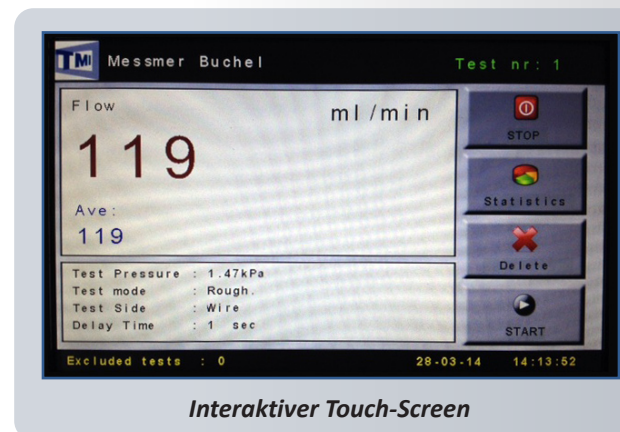 TMI Messmer Buchel
Test nr: 1
Flow
ml/min
119
Ave:
119
Test Pressure : 1.47kPa
Test mode : Rough.
Test Side : Wire
Delay Time : 1 sec
STOP
Statistics
Delete
START
Excluded tests : 0
28-03-14 14:13:52
Interaktiver Touch-Screen